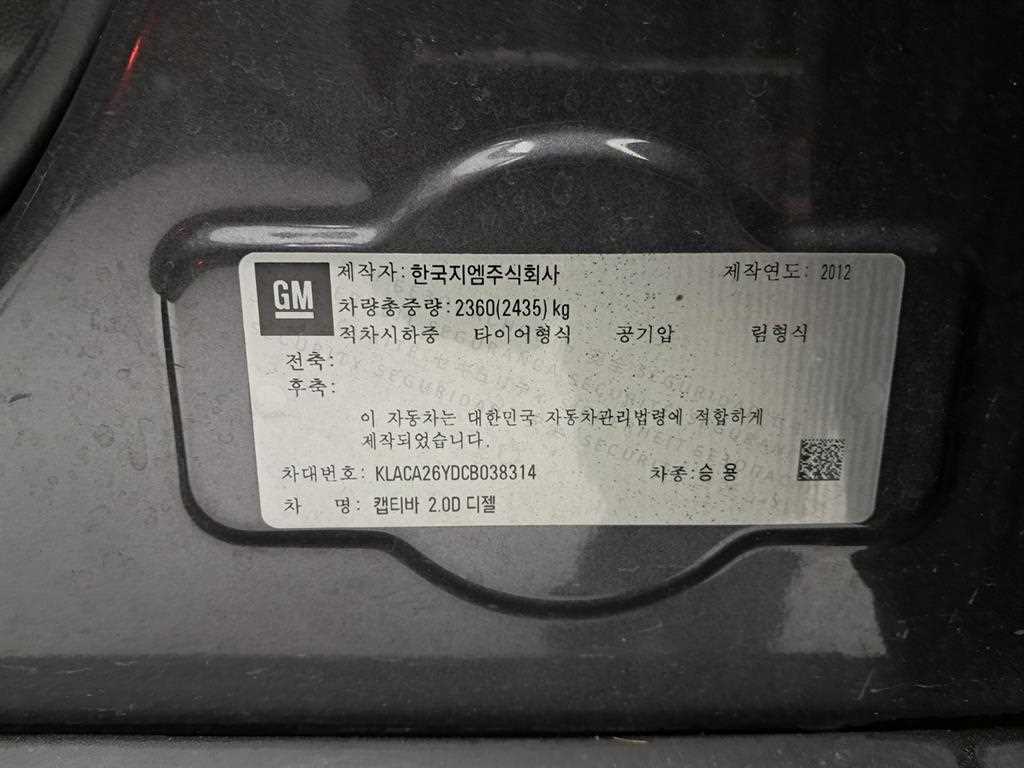 GM
제작자: 한국지엠주식회사 제작연도: 2012
차량총중량: 2360(2435) kg
적차시하중 타이어형식 공기압 림형식
전축:
후축:
이 자동차는 대한민국 자동차관리법령에 적합하게
제작되었습니다.
차대번호: KLACA26YDCB038314 차종: 승 용
차 명: 캡티바 2.0D 디젤